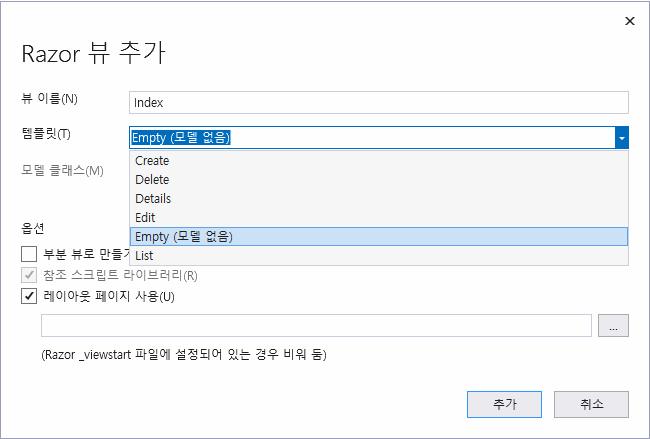 Razor 뷰 추가
뷰 이름(N)
Index
템플릿(T)
Empty (모델 없음)
모델 클래스(M)
Create
Delete
Details
Edit
Empty (모델 없음)
List
옵션
부분 뷰로 만들기
참조 스크립트 라이브러리(R)
레이아웃 페이지 사용(U)
...
(Razor _viewstart 파일에 설정되어 있는 경우 비워 둠)
추가
취소